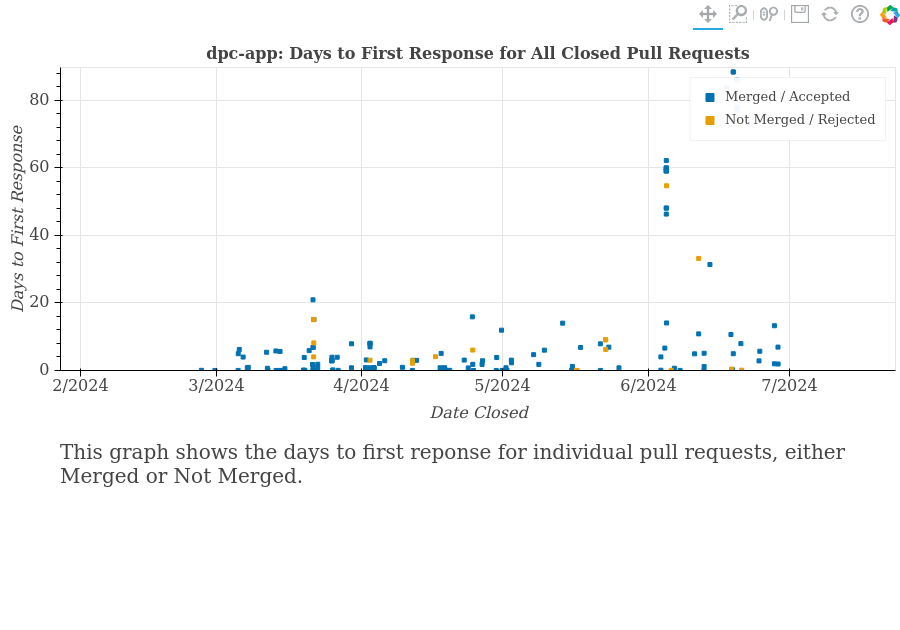 dpc-app: Days to First Response for All Closed Pull Requests
Merged / Accepted
Not Merged / Rejected
Days to First Response
80
60
40
20
0
2/2024 3/2024 4/2024 5/2024 6/2024 7/2024
Date Closed
This graph shows the days to first reponse for individual pull requests, either
Merged or Not Merged.